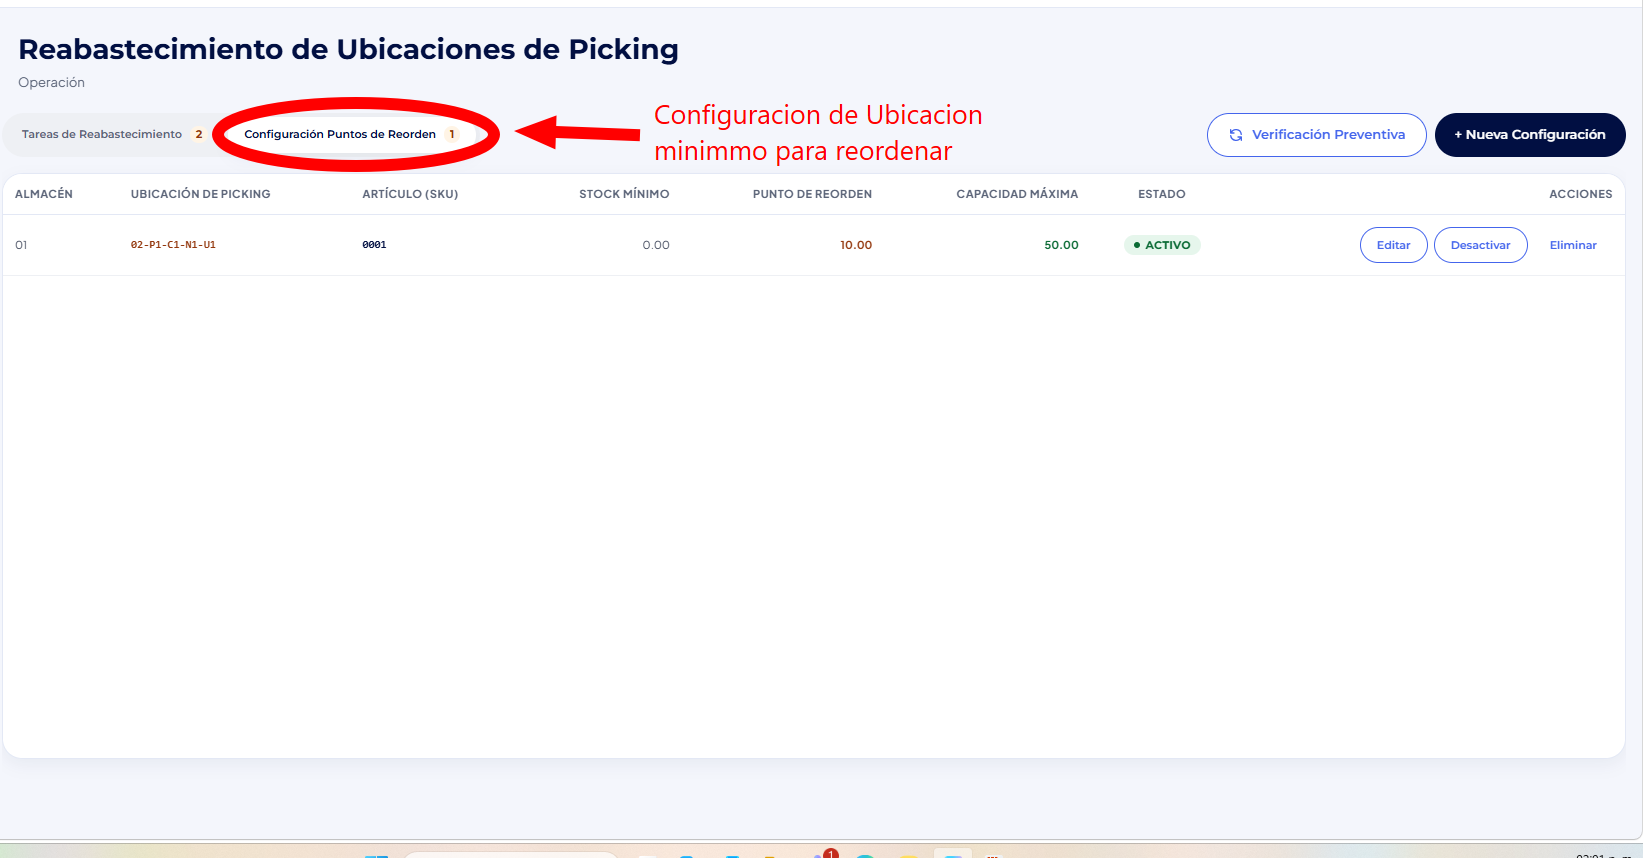 Reabastecimiento de Ubicaciones de Picking
Operación
Tareas de Reabastecimiento 2
Configuración Puntos de Reorden 1
Configuracion de Ubicacion
minimmo para reordenar
Verificación Preventiva
+ Nueva Configuración
ALMACÉN UBICACIÓN DE PICKING ARTÍCULO (SKU) STOCK MÍNIMO PUNTO DE REORDEN CAPACIDAD MÁXIMA ESTADO ACCIONES
01 02-P1-C1-N1-U1 0001 0.00 10.00 50.00 ACTIVO Editar Desactivar Eliminar
1